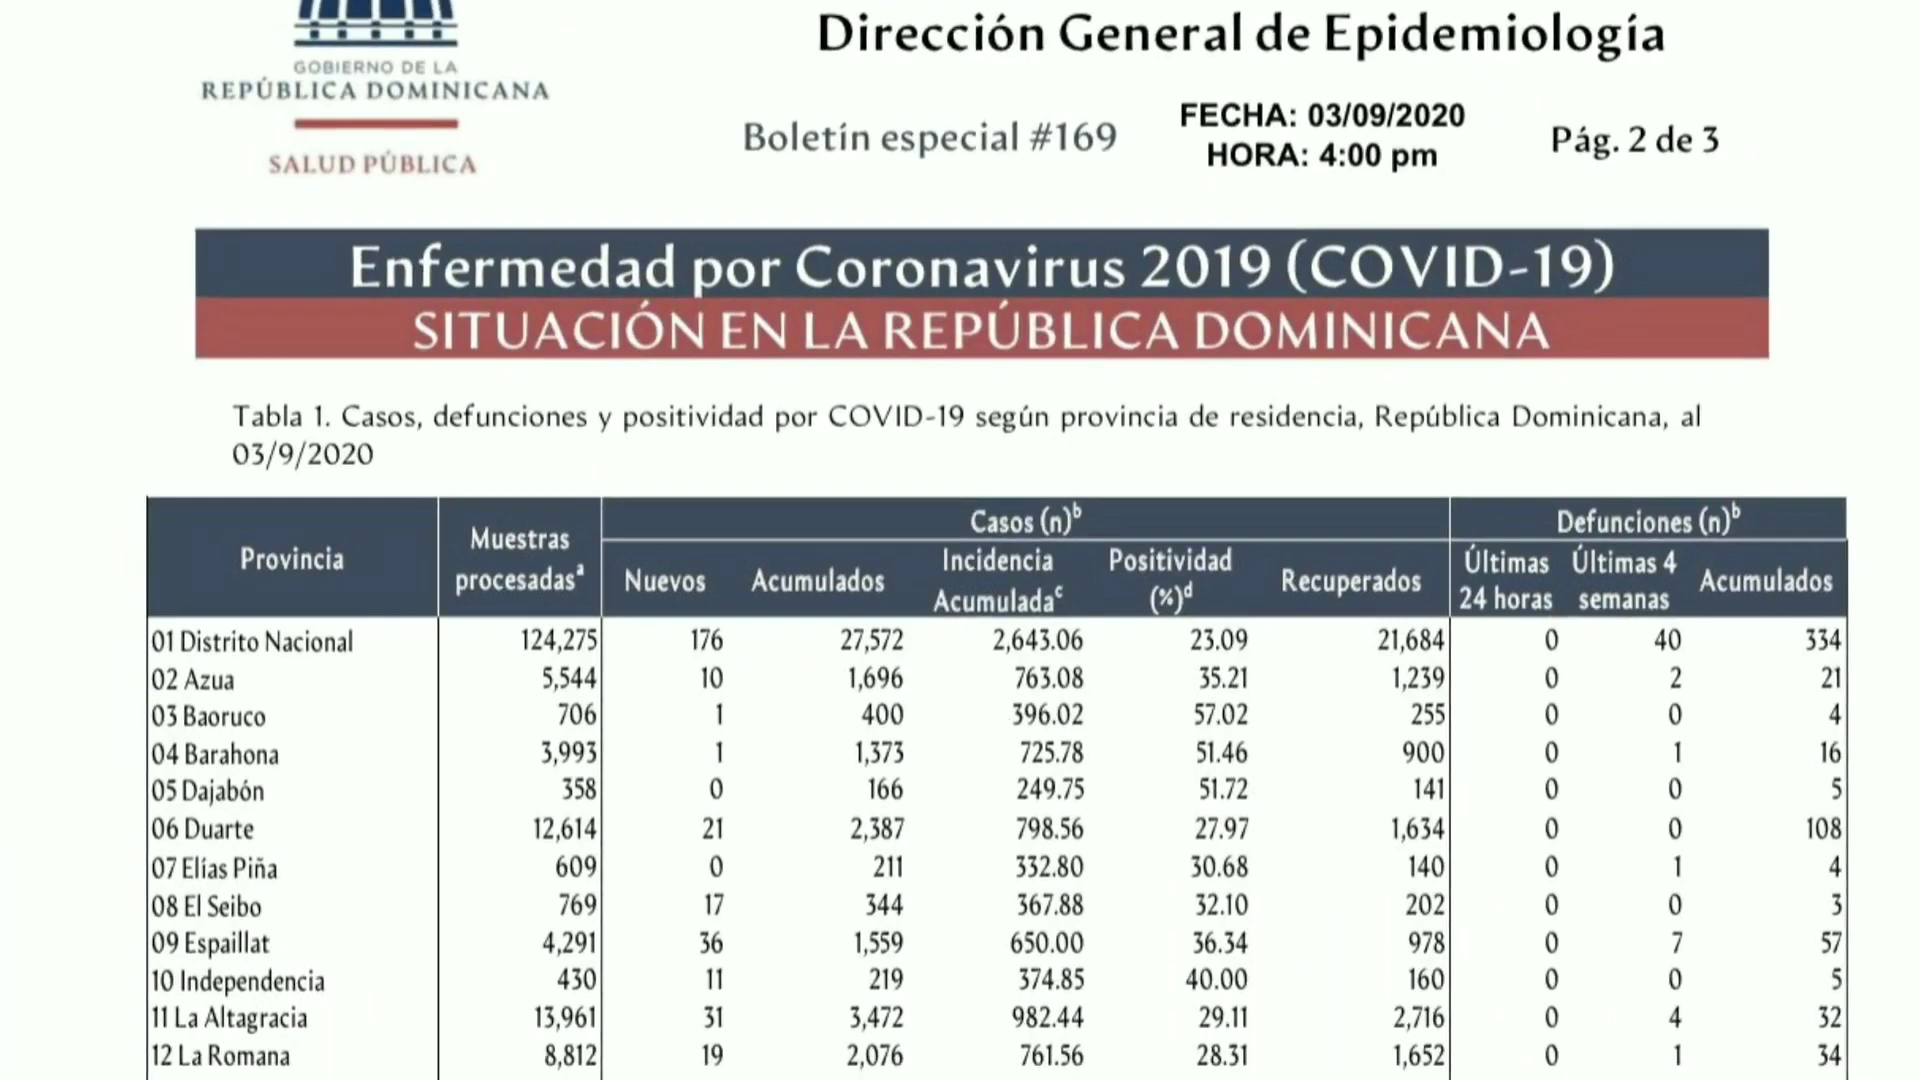 GOBIERNO DE LA
REPÚBLICA DOMINICANA
SALUD PÚBLICA
Dirección General de Epidemiología
Boletín especial #169
FECHA: 03/09/2020
HORA: 4:00 pm
Pág. 2 de 3
Enfermedad por Coronavirus 2019 (COVID-19)
SITUACIÓN EN LA REPÚBLICA DOMINICANA
Tabla 1. Casos, defunciones y positividad por COVID-19 según provincia de residencia, República Dominicana, al
03/9/2020
Provincia Muestras procesadasª Casos (n)ᵇ Defunciones (n)ᵇ
Nuevos Acumulados Incidencia Acumuladaᶜ Positividad (%)ᵈ Recuperados Últimas 24 horas Últimas 4 semanas Acumulados
01 Distrito Nacional 124,275 176 27,572 2,643.06 23.09 21,684 0 40 334
02 Azua 5,544 10 1,696 763.08 35.21 1,239 0 2 21
03 Baoruco 706 1 400 396.02 57.02 255 0 0 4
04 Barahona 3,993 1 1,373 725.78 51.46 900 0 1 16
05 Dajabón 358 0 166 249.75 51.72 141 0 0 5
06 Duarte 12,614 21 2,387 798.56 27.97 1,634 0 0 108
07 Elías Piña 609 0 211 332.80 30.68 140 0 1 4
08 El Seibo 769 17 344 367.88 32.10 202 0 0 3
09 Espaillat 4,291 36 1,559 650.00 36.34 978 0 7 57
10 Independencia 430 11 219 374.85 40.00 160 0 0 5
11 La Altagracia 13,961 31 3,472 982.44 29.11 2,716 0 4 32
12 La Romana 8,812 19 2,076 761.56 28.31 1,652 0 1 34